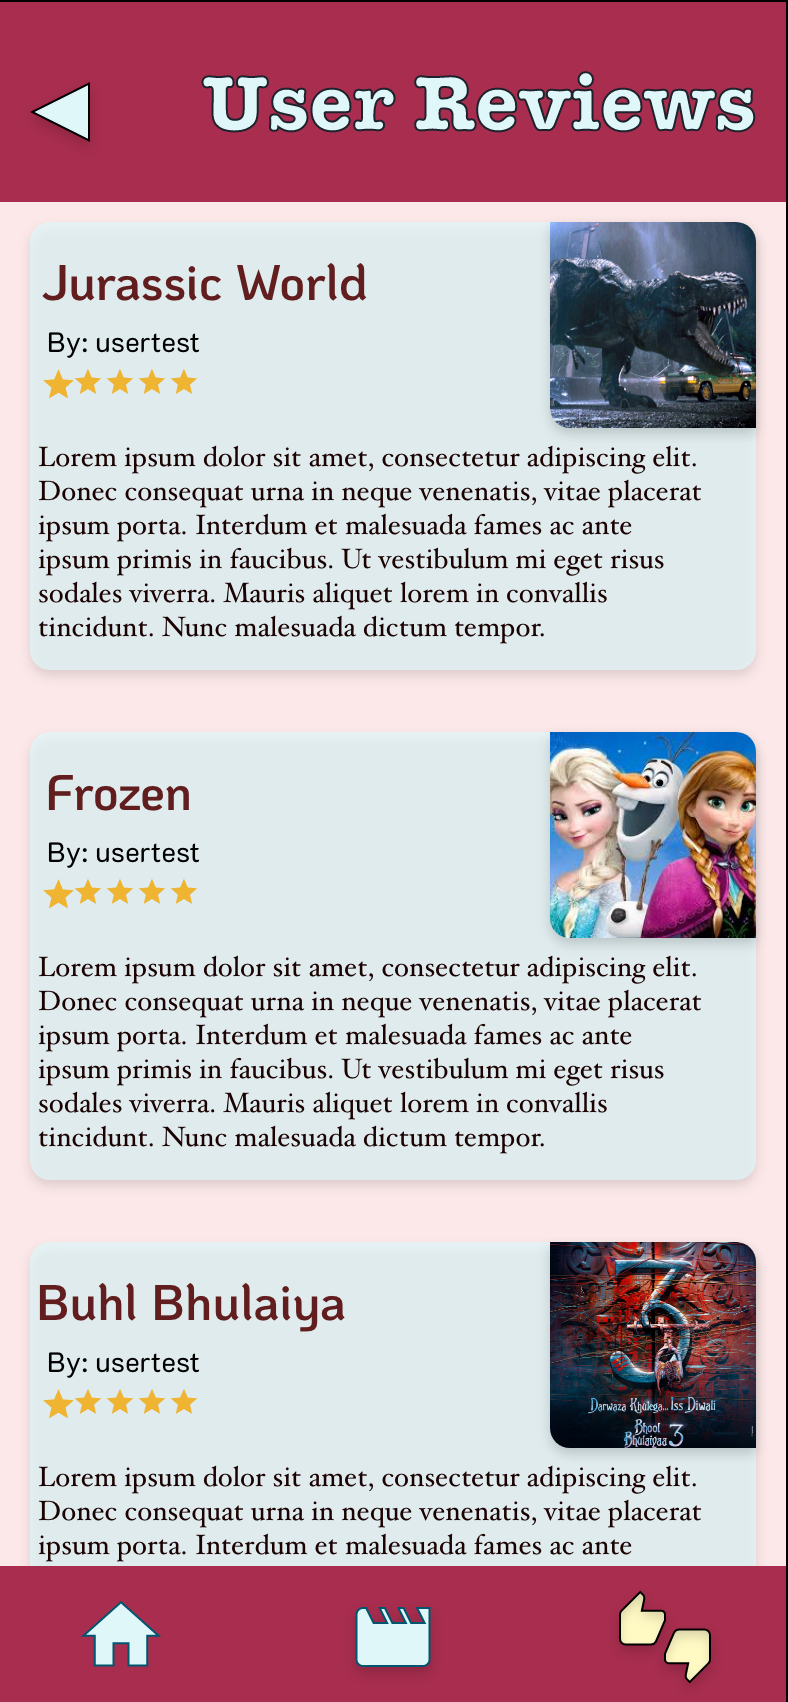 User Reviews
Jurassic World
By: usertest
Lorem ipsum dolor sit amet, consectetur adipiscing elit.
Donec consequat urna in neque venenatis, vitae placerat
ipsum porta. Interdum et malesuada fames ac ante
ipsum primis in faucibus. Ut vestibulum mi eget risus
sodales viverra. Mauris aliquet lorem in convallis
tincidunt. Nunc malesuada dictum tempor.
Frozen
By: usertest
Lorem ipsum dolor sit amet, consectetur adipiscing elit.
Donec consequat urna in neque venenatis, vitae placerat
ipsum porta. Interdum et malesuada fames ac ante
ipsum primis in faucibus. Ut vestibulum mi eget risus
sodales viverra. Mauris aliquet lorem in convallis
tincidunt. Nunc malesuada dictum tempor.
Buhl Bhulaiya
By: usertest
3
Darwaza Khulega... Iss Diwali
Bhool
Bhulaiyaa 3
Lorem ipsum dolor sit amet, consectetur adipiscing elit.
Donec consequat urna in neque venenatis, vitae placerat
ipsum porta. Interdum et malesuada fames ac ante